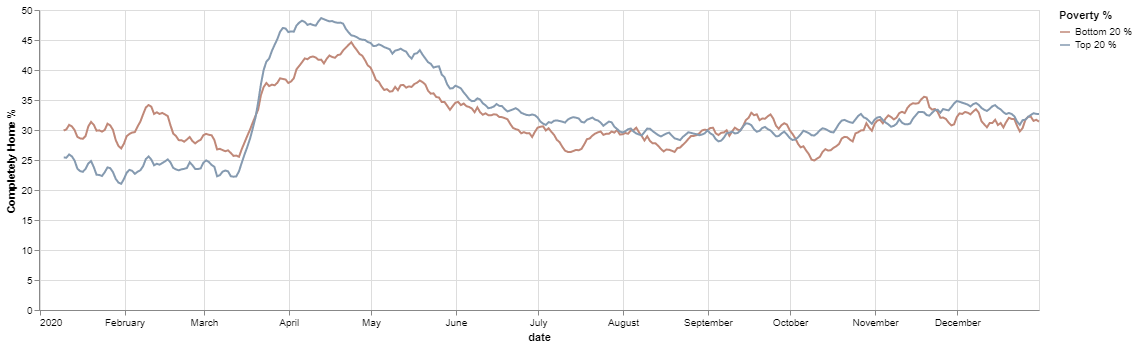 Completely Home %
50
45
40
35
30
25
20
15
10
5
0
2020 February March April May June July August September October November December
date
Poverty %
Bottom 20 %
Top 20 %